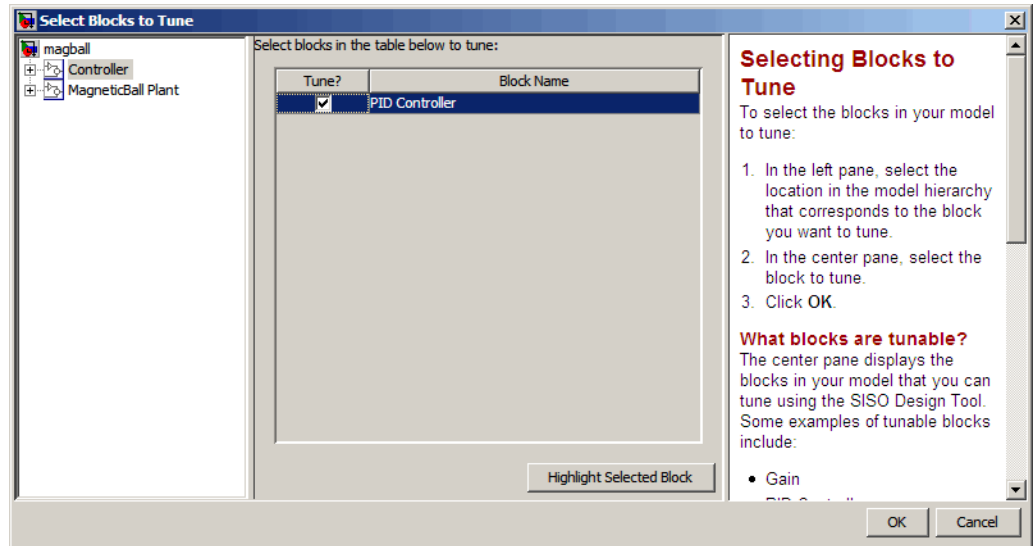 Select Blocks to Tune
magball
Controller
MagneticBall Plant
Select blocks in the table below to tune:
Tune? Block Name
PID Controller
Highlight Selected Block
Selecting Blocks to
Tune
To select the blocks in your model
to tune:
1. In the left pane, select the
location in the model hierarchy
that corresponds to the block
you want to tune.
2. In the center pane, select the
block to tune.
3. Click OK.
What blocks are tunable?
The center pane displays the
blocks in your model that you can
tune using the SISO Design Tool.
Some examples of tunable blocks
include:
• Gain
OK Cancel